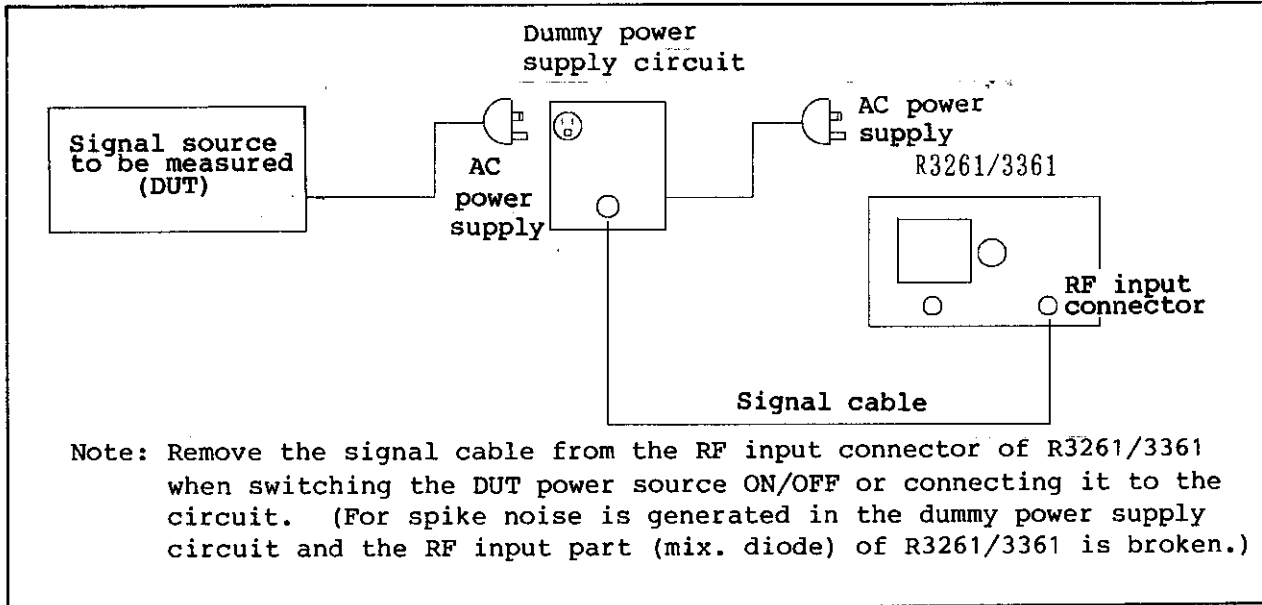 Dummy power
supply circuit
Signal source
to be measured
(DUT)
AC
power
supply
AC power
supply
R3261/3361
RF input
connector
Signal cable
Note: Remove the signal cable from the RF input connector of R3261/3361
when switching the DUT power source ON/OFF or connecting it to the
circuit. (For spike noise is generated in the dummy power supply
circuit and the RF input part (mix. diode) of R3261/3361 is broken.)